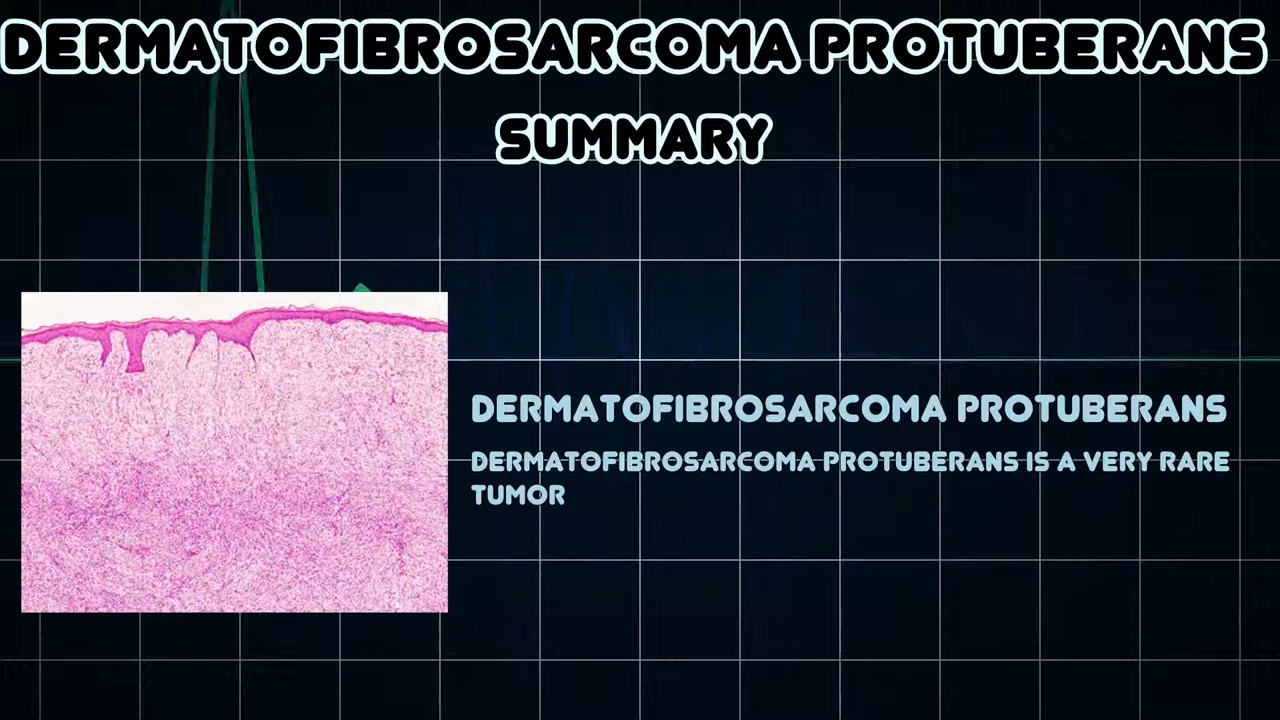 DERMATOFIBROSARCOMA PROTUBERANS
SUMMARY
DERMATOFIBROSARCOMA PROTUBERANS
DERMATOFIBROSARCOMA PROTUBERANS IS A VERY RARE
TUMOR